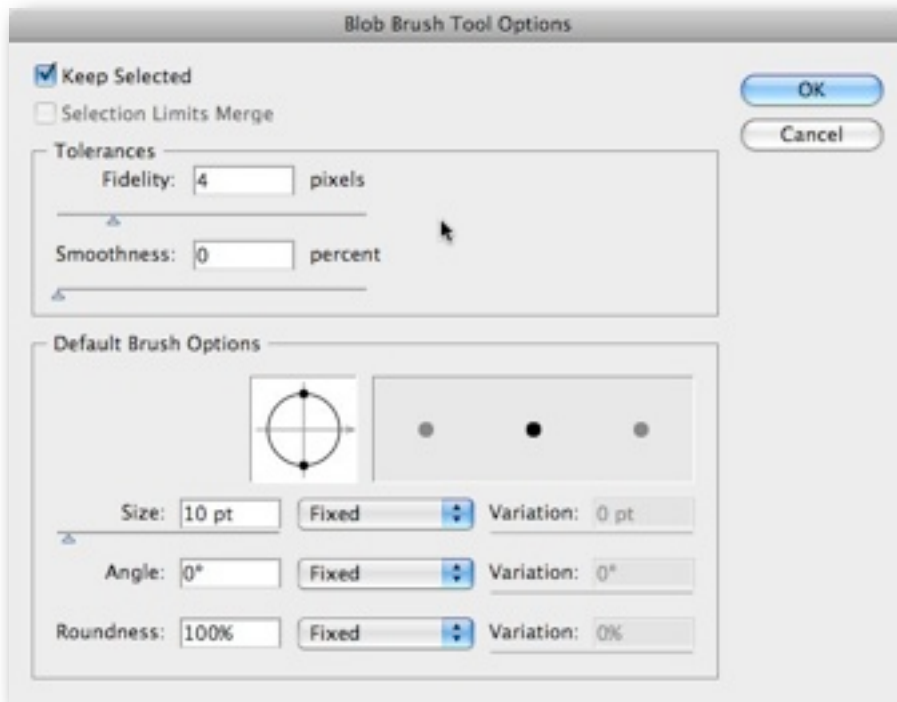 Blob Brush Tool Options
Keep Selected
OK
Selection Limits Merge
Cancel
Tolerances
Fidelity: 4 pixels
Smoothness: 0 percent
Default Brush Options
Size: 10 pt Fixed Variation: 0 pt
Angle: 0° Fixed Variation: 0°
Roundness: 100% Fixed Variation: 0%